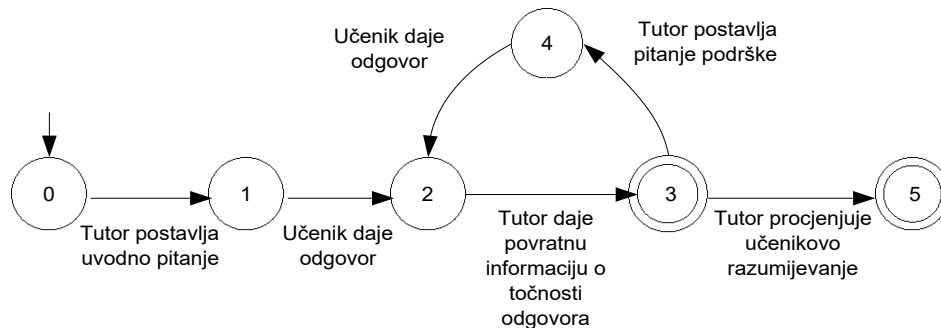 Učenik daje
odgovor
4
Tutor postavlja
pitanje podrške
0
1
2
3
5
Tutor postavlja
uvodno pitanje
Učenik daje
odgovor
Tutor daje
povratnu
informaciju o
točnosti
odgovora
Tutor procjenjuje
učenikovo
razumijevanje